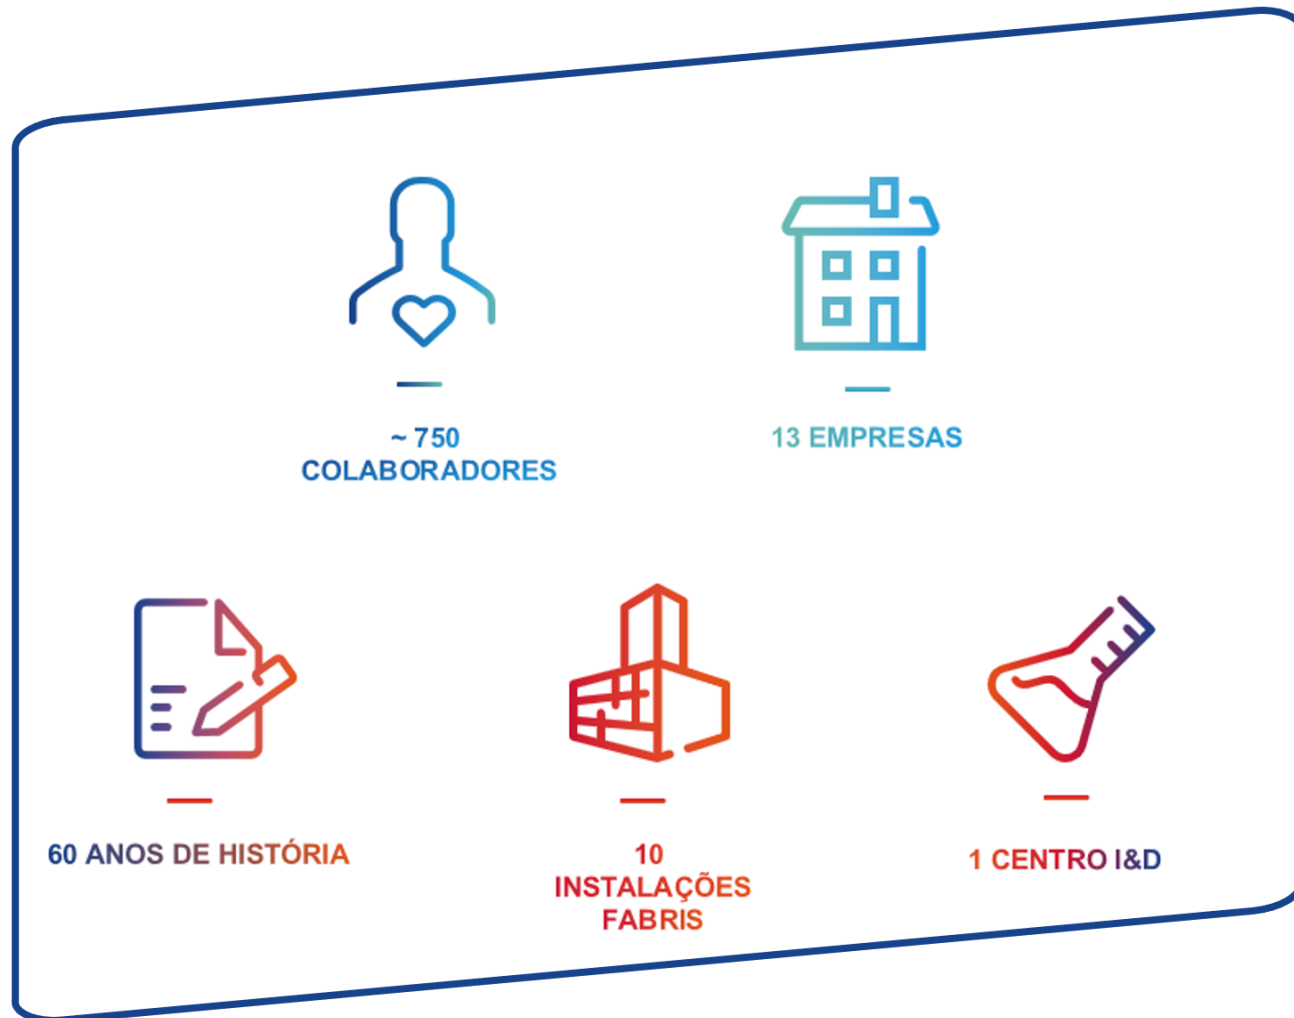 ~ 750
COLABORADORES
13 EMPRESAS
60 ANOS DE HISTÓRIA
10
INSTALAÇÕES
FABRIS
1 CENTRO I&D